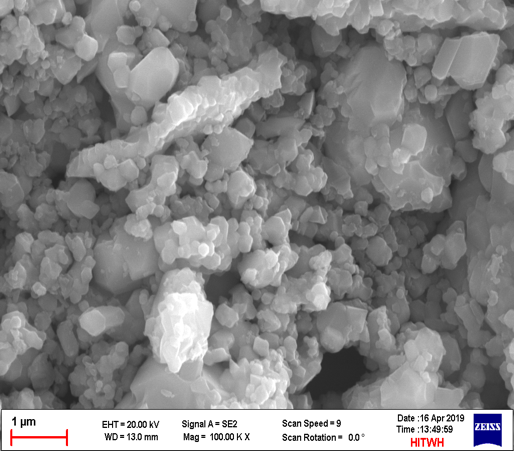 1 µm
EHT = 20.00 kV
WD = 13.0 mm
Signal A = SE2
Mag = 100.00 K X
Scan Speed = 9
Scan Rotation = 0.0 °
Date :16 Apr 2019
Time :13:49:59
HITWH
ZEISS